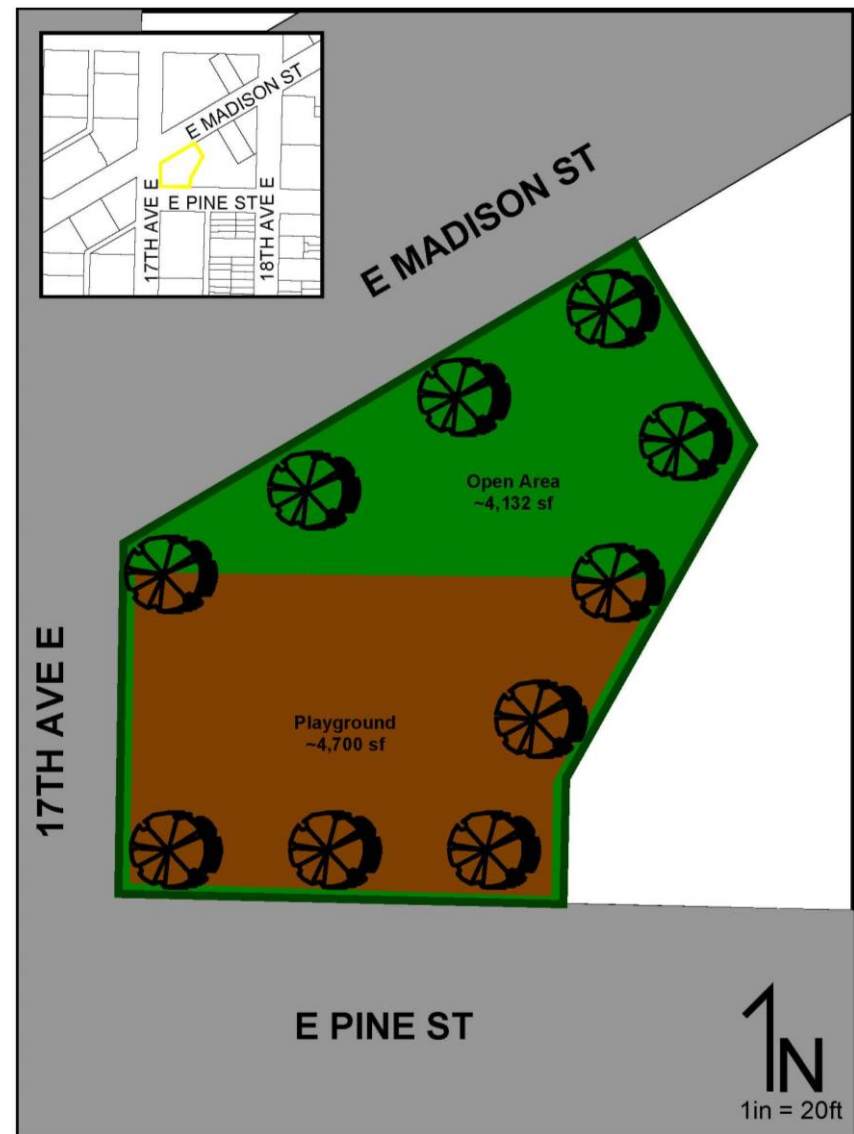 E MADISON ST
17TH AVE E
E PINE ST
18TH AVE E
E MADISON ST
Open Area
~4,132 sf
17TH AVE E
Playground
~4,700 sf
E PINE ST
N
1in = 20ft